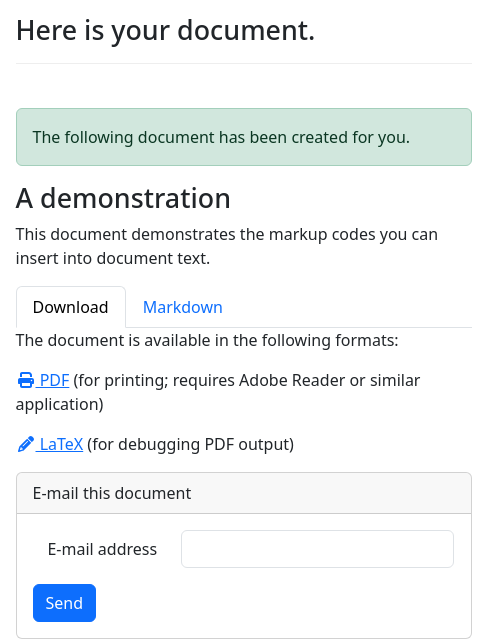 Here is your document.
The following document has been created for you.
A demonstration
This document demonstrates the markup codes you can
insert into document text.
Download Markdown
The document is available in the following formats:
PDF (for printing; requires Adobe Reader or similar
application)
LaTeX (for debugging PDF output)
E-mail this document
E-mail address
Send